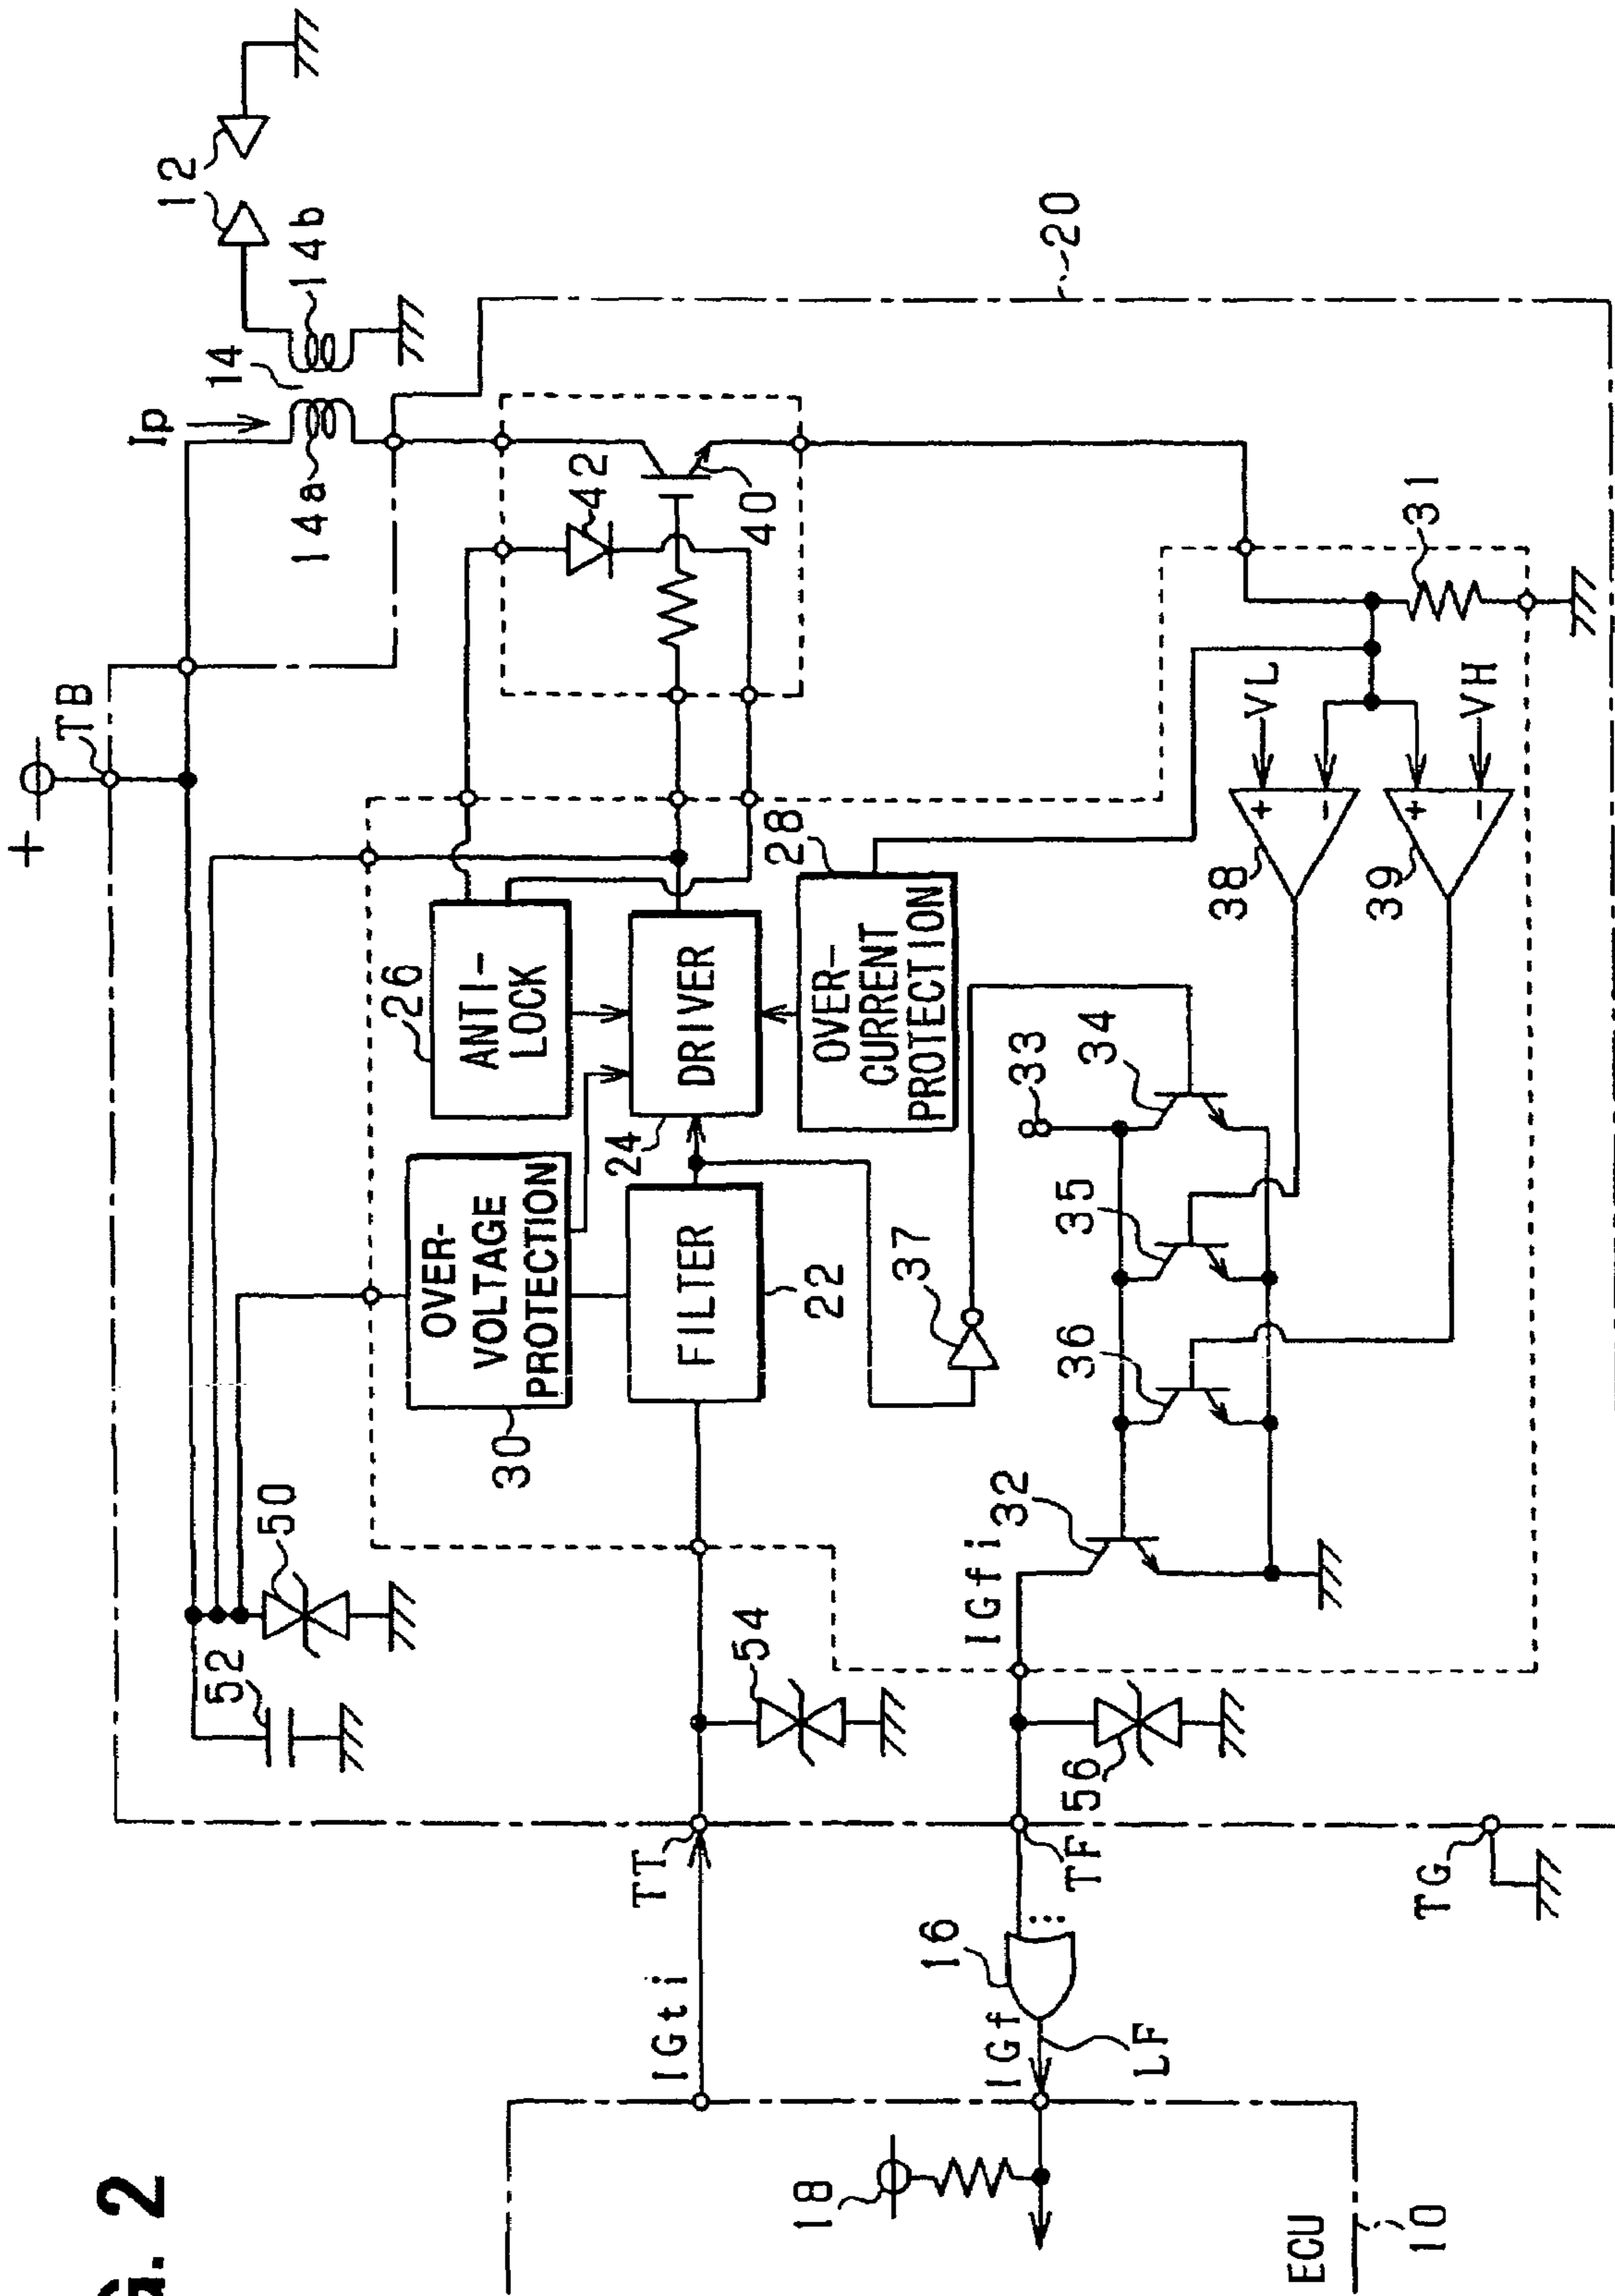 G. 2
+
TB
Ip
14
14a
14b
12
20
50
52
30
OVER-
VOLTAGE
PROTECTION
26
ANTI-
LOCK
42
40
24
DRIVER
FILTER
22
28
OVER-
CURRENT
PROTECTION
54
TT
IGti
37
33
34
35
36
32
IGfi
38
39
+
-
+
-
VL
VH
31
56
TF
16
IGf
LF
18
TG
ECU
10